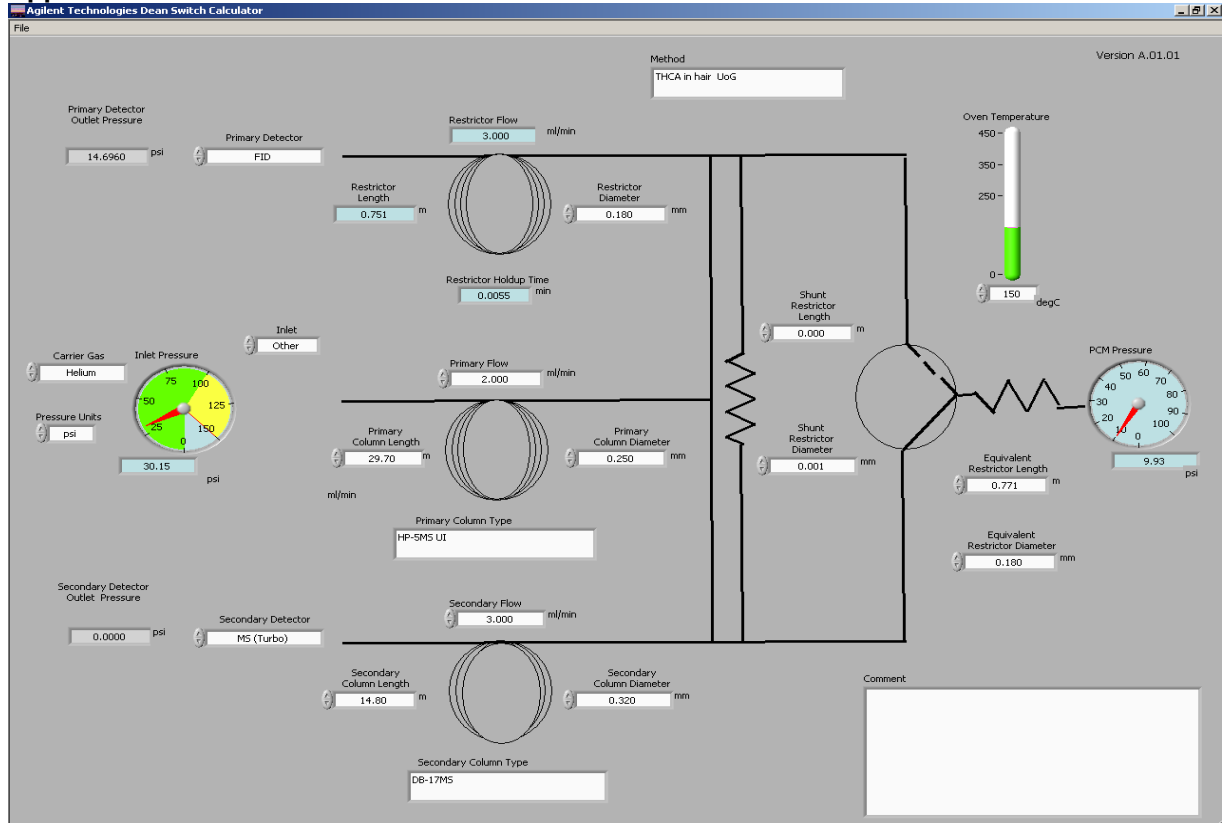 Agilent Technologies Dean Switch Calculator
File
Version A.01.01
Method
THCA in hair UoG
Primary Detector
Outlet Pressure
14.6960 psi
Primary Detector
FID
Restrictor Flow
3.000 ml/min
Restrictor
Length
0.751 m
Restrictor
Diameter
0.180 mm
Restrictor Holdup Time
0.0055 min
Oven Temperature
450
350
250
0
150 degC
Shunt
Restrictor
Length
0.000 m
Inlet
Other
Carrier Gas
Helium
Pressure Units
psi
Inlet Pressure
0
25
50
75
100
125
150
30.15
psi
Primary Flow
2.000 ml/min
Primary
Column Length
29.70 m
ml/min
Primary
Column Diameter
0.250 mm
Primary Column Type
HP-5MS UI
Shunt
Restrictor
Diameter
0.001 mm
PCM Pressure
0
10
20
30
40
50
60
70
80
90
100
9.93
psi
Equivalent
Restrictor Length
0.771 m
Equivalent
Restrictor Diameter
0.180 mm
Secondary Detector
Outlet Pressure
0.0000 psi
Secondary Detector
MS (Turbo)
Secondary Flow
3.000 ml/min
Secondary
Column Length
14.80 m
Secondary
Column Diameter
0.320 mm
Secondary Column Type
DB-17MS
Comment